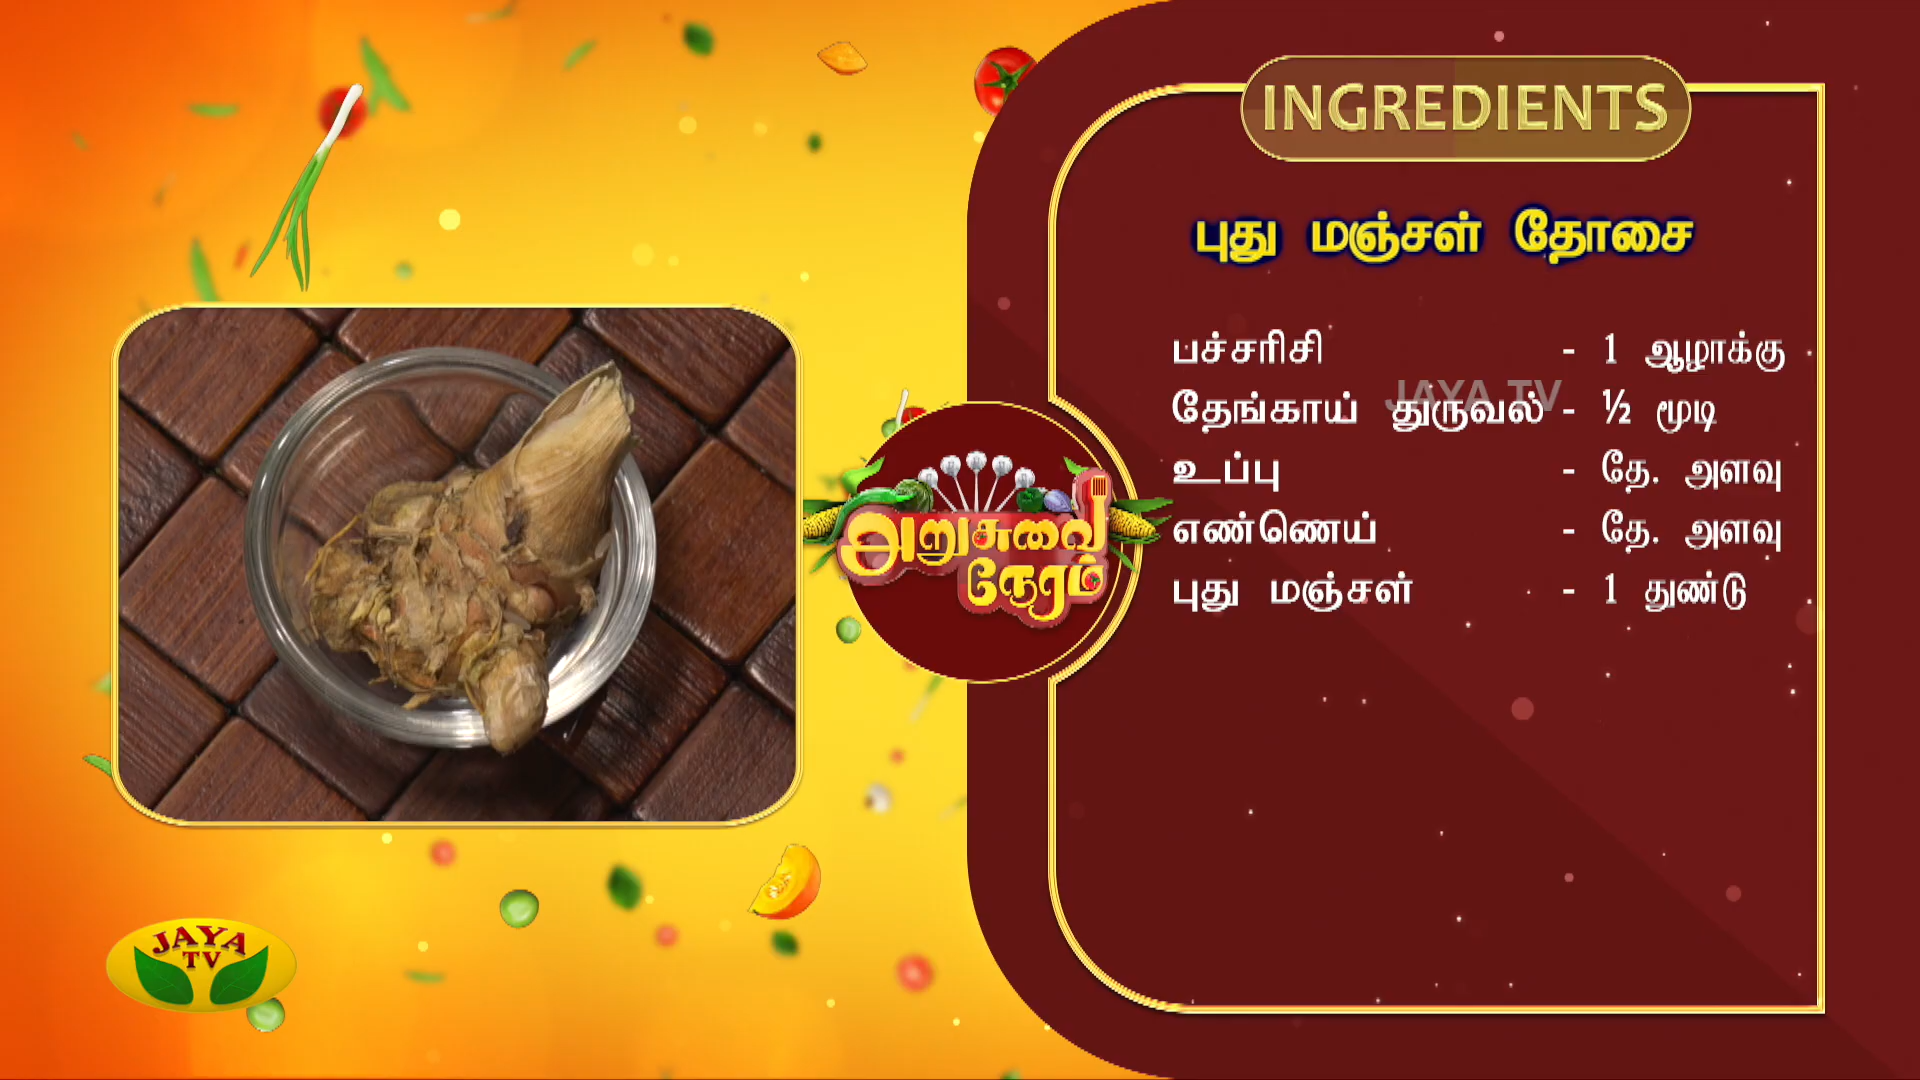 INGREDIENTS
புது மஞ்சள் தோசை
பச்சரிசி - 1 ஆழாக்கு
JAYA TV
தேங்காய் துருவல் - ½ மூடி
உப்பு - தே. அளவு
எண்ணெய் - தே. அளவு
புது மஞ்சள் - 1 துண்டு
அறுசுவை
நேரம்
JAYA
TV